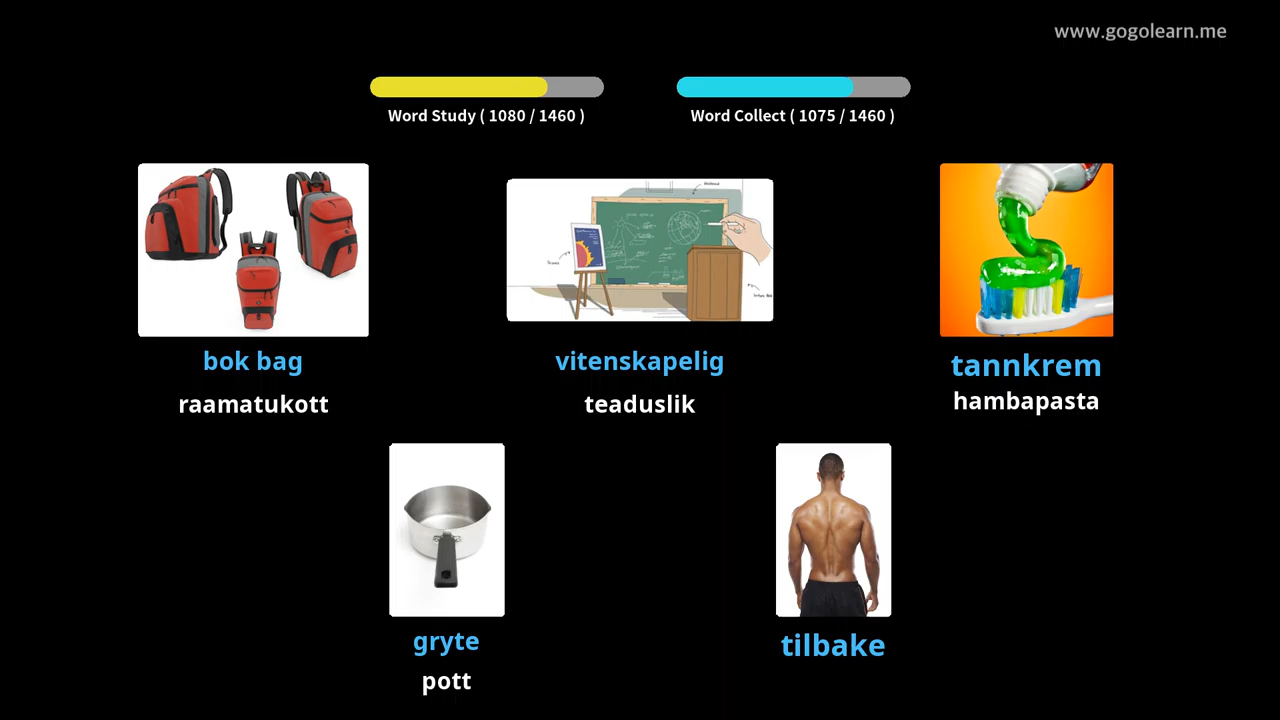 www.gogolearn.me
Word Study ( 1080 / 1460 )
Word Collect ( 1075 / 1460 )
bok bag
raamatukott
vitenskapelig
teaduslik
tannkrem
hambapasta
gryte
pott
tilbake